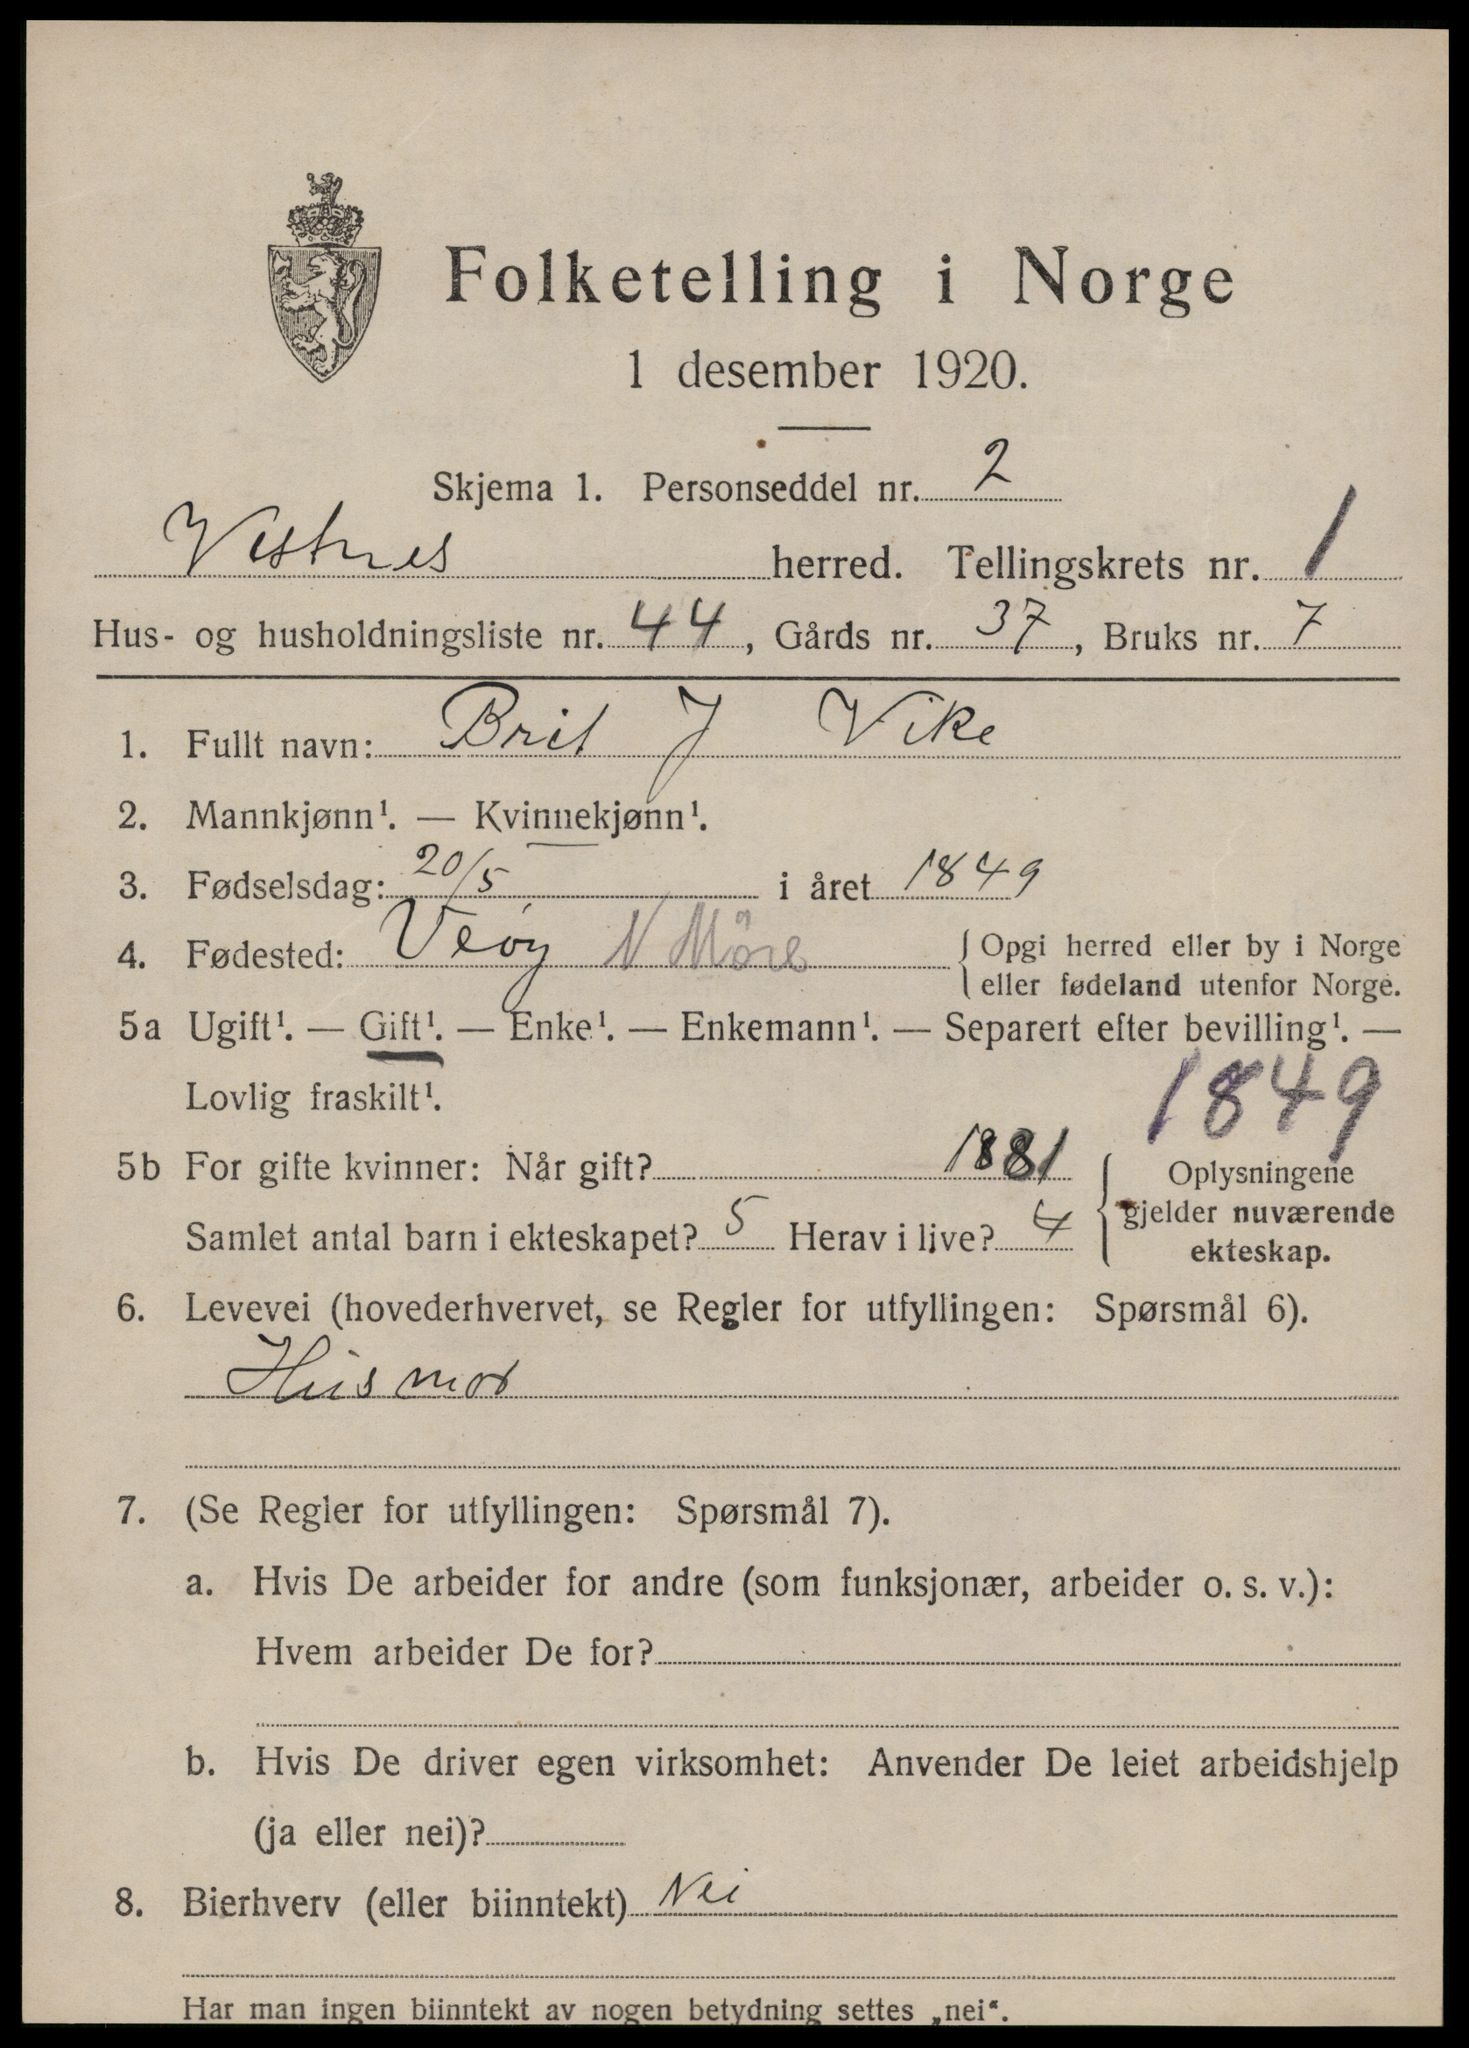 Folketelling i Norge
1 desember 1920.
Skjema 1. Personseddel nr. 2
Vestnes herred. Tellingskrets nr. 1
Hus- og husholdningsliste nr. 44, Gårds nr. 37, Bruks nr. 7
1. Fullt navn: Brit J Vike
2. Mannkjønn¹. — Kvinnekjønn¹.
3. Fødselsdag: 20/5 i året 1849
4. Fødested: Veøy N Møre { Opgi herred eller by i Norge
eller fødeland utenfor Norge.
5a Ugift¹. — Gift¹. — Enke¹. — Enkemann¹. — Separert efter bevilling¹. —
Lovlig fraskilt¹.
1849
5b For gifte kvinner: Når gift? 1881
Samlet antal barn i ekteskapet? 5 Herav i live? 4
{ Oplysningene
gjelder nuværende
ekteskap.
6. Levevei (hovederhvervet, se Regler for utfyllingen: Spørsmål 6).
Husmor
7. (Se Regler for utfyllingen: Spørsmål 7).
a. Hvis De arbeider for andre (som funksjonær, arbeider o. s. v.):
Hvem arbeider De for?
b. Hvis De driver egen virksomhet: Anvender De leiet arbeidshjelp
(ja eller nei)?
8. Bierhverv (eller biinntekt) Nei
Har man ingen biinntekt av nogen betydning settes „nei“.